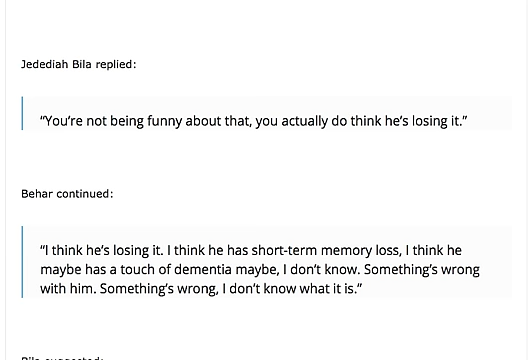 Jedediah Bila replied:
“You’re not being funny about that, you actually do think he’s losing it.”
Behar continued:
“I think he’s losing it. I think he has short-term memory loss, I think he
maybe has a touch of dementia maybe, I don’t know. Something’s wrong
with him. Something’s wrong, I don’t know what it is.”